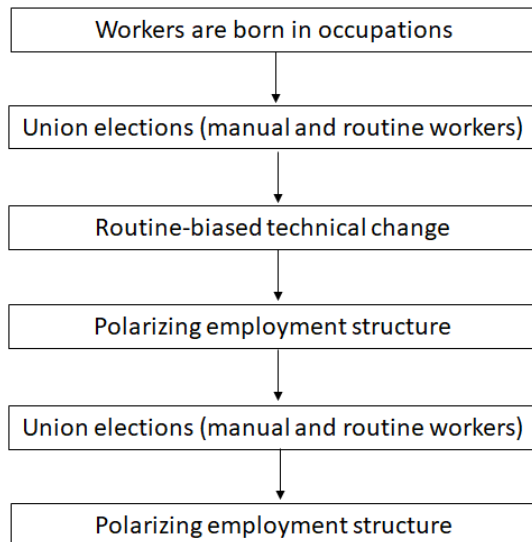 Workers are born in occupations
Union elections (manual and routine workers)
Routine-biased technical change
Polarizing employment structure
Union elections (manual and routine workers)
Polarizing employment structure